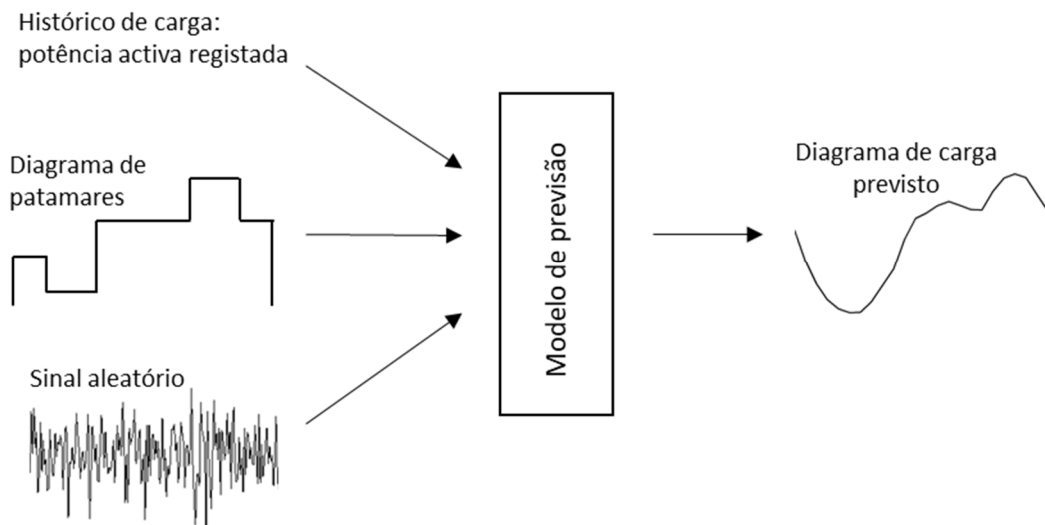 Histórico de carga:
potência activa registada
Diagrama de
patamares
Sinal aleatório
Modelo de previsão
Diagrama de carga
previsto